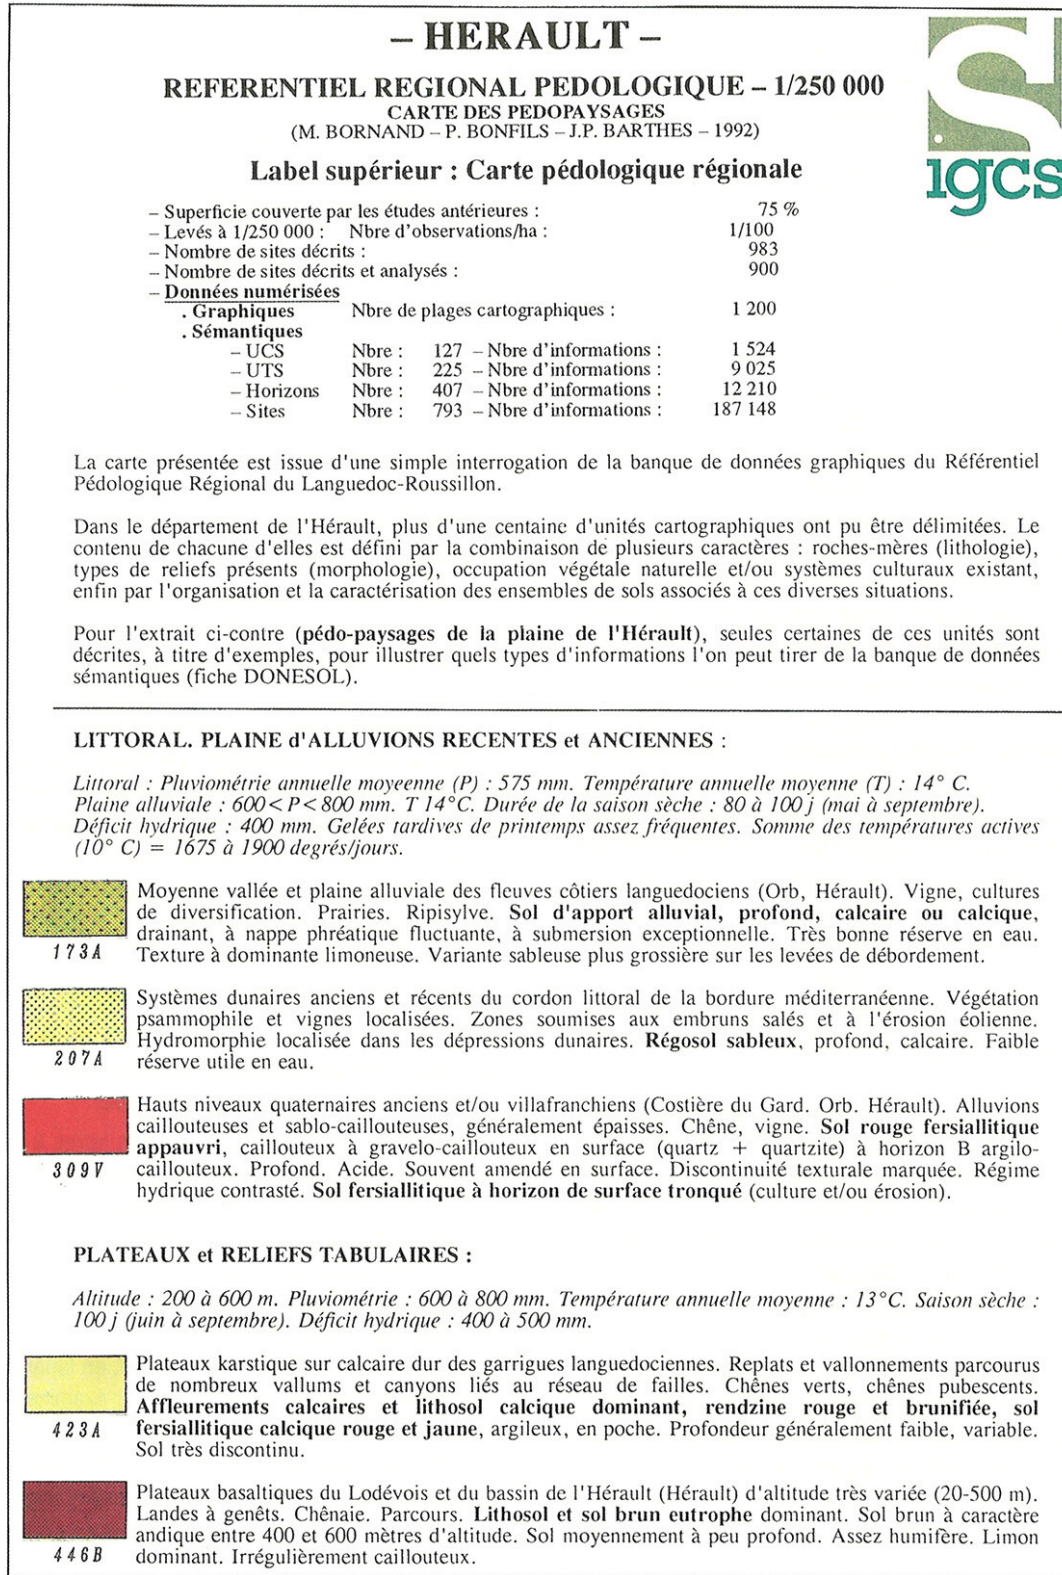 – HERAULT –
REFERENTIEL REGIONAL PEDOLOGIQUE – 1/250 000
CARTE DES PEDOPAYSAGES
(M. BORNAND – P. BONFILS – J.P. BARTHES – 1992)
Label supérieur : Carte pédologique régionale
igcs
– Superficie couverte par les études antérieures : 75 %
– Levés à 1/250 000 : Nbre d'observations/ha : 1/100
– Nombre de sites décrits : 983
– Nombre de sites décrits et analysés : 900
– Données numérisées
. Graphiques Nbre de plages cartographiques : 1 200
. Sémantiques
– UCS Nbre : 127 – Nbre d'informations : 1 524
– UTS Nbre : 225 – Nbre d'informations : 9 025
– Horizons Nbre : 407 – Nbre d'informations : 12 210
– Sites Nbre : 793 – Nbre d'informations : 187 148
La carte présentée est issue d'une simple interrogation de la banque de données graphiques du Référentiel
Pédologique Régional du Languedoc-Roussillon.
Dans le département de l'Hérault, plus d'une centaine d'unités cartographiques ont pu être délimitées. Le
contenu de chacune d'elles est défini par la combinaison de plusieurs caractères : roches-mères (lithologie),
types de reliefs présents (morphologie), occupation végétale naturelle et/ou systèmes culturaux existant,
enfin par l'organisation et la caractérisation des ensembles de sols associés à ces diverses situations.
Pour l'extrait ci-contre (pédo-paysages de la plaine de l'Hérault), seules certaines de ces unités sont
décrites, à titre d'exemples, pour illustrer quels types d'informations l'on peut tirer de la banque de données
sémantiques (fiche DONESOL).
LITTORAL. PLAINE d'ALLUVIONS RECENTES et ANCIENNES :
Littoral : Pluviométrie annuelle moyeenne (P) : 575 mm. Température annuelle moyenne (T) : 14° C.
Plaine alluviale : 600<P<800 mm. T 14°C. Durée de la saison sèche : 80 à 100 j (mai à septembre).
Déficit hydrique : 400 mm. Gelées tardives de printemps assez fréquentes. Somme des températures actives
(10° C) = 1675 à 1900 degrés/jours.
Moyenne vallée et plaine alluviale des fleuves côtiers languedociens (Orb, Hérault). Vigne, cultures
de diversification. Prairies. Ripisylve. Sol d'apport alluvial, profond, calcaire ou calcique,
drainant, à nappe phréatique fluctuante, à submersion exceptionnelle. Très bonne réserve en eau.
Texture à dominante limoneuse. Variante sableuse plus grossière sur les levées de débordement.
173A
Systèmes dunaires anciens et récents du cordon littoral de la bordure méditerranéenne. Végétation
psammophile et vignes localisées. Zones soumises aux embruns salés et à l'érosion éolienne.
Hydromorphie localisée dans les dépressions dunaires. Régosol sableux, profond, calcaire. Faible
réserve utile en eau.
207A
Hauts niveaux quaternaires anciens et/ou villafranchiens (Costière du Gard. Orb. Hérault). Alluvions
caillouteuses et sablo-caillouteuses, généralement épaisses. Chêne, vigne. Sol rouge fersiallitique
appauvri, caillouteux à gravelo-caillouteux en surface (quartz + quartzite) à horizon B argilo-
caillouteux. Profond. Acide. Souvent amendé en surface. Discontinuité texturale marquée. Régime
hydrique contrasté. Sol fersiallitique à horizon de surface tronqué (culture et/ou érosion).
309V
PLATEAUX et RELIEFS TABULAIRES :
Altitude : 200 à 600 m. Pluviométrie : 600 à 800 mm. Température annuelle moyenne : 13°C. Saison sèche :
100 j (juin à septembre). Déficit hydrique : 400 à 500 mm.
Plateaux karstique sur calcaire dur des garrigues languedociennes. Replats et vallonnements parcourus
de nombreux vallums et canyons liés au réseau de failles. Chênes verts, chênes pubescents.
Affleurements calcaires et lithosol calcique dominant, rendzine rouge et brunifiée, sol
fersiallitique calcique rouge et jaune, argileux, en poche. Profondeur généralement faible, variable.
Sol très discontinu.
423A
Plateaux basaltiques du Lodévois et du bassin de l'Hérault (Hérault) d'altitude très variée (20-500 m).
Landes à genêts. Chênaie. Parcours. Lithosol et sol brun eutrophe dominant. Sol brun à caractère
andique entre 400 et 600 mètres d'altitude. Sol moyennement à peu profond. Assez humifère. Limon
dominant. Irrégulièrement caillouteux.
446B